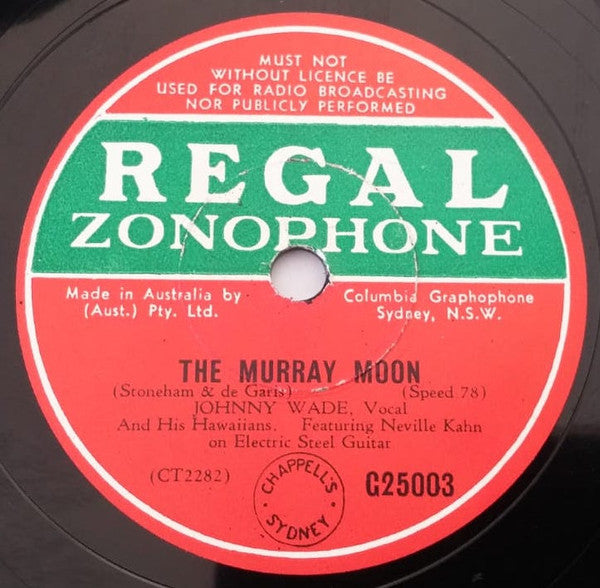 MUST NOT
WITHOUT LICENCE BE
USED FOR RADIO BROADCASTING
NOR PUBLICLY PERFORMED
REGAL
ZONOPHONE
Made in Australia by Columbia Graphophone
(Aust.) Pty. Ltd. Sydney, N.S.W.
THE MURRAY MOON
(Stoneham & de Garis) (Speed 78)
JOHNNY WADE, Vocal
And His Hawaiians. Featuring Neville Kahn
on Electric Steel Guitar
(CT2282) CHAPPELL'S SYDNEY G25003